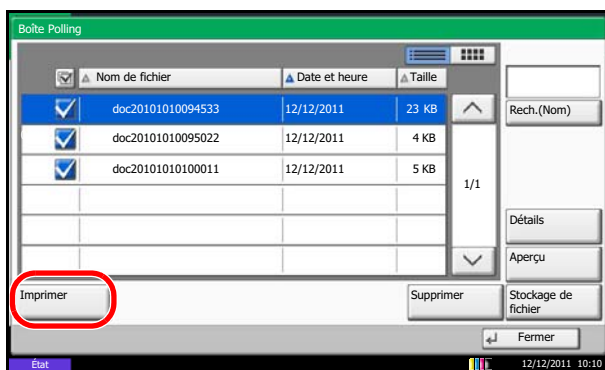 Boîte Polling
Nom de fichier Date et heure Taille
doc20101010094533 12/12/2011 23 KB
Rech.(Nom)
doc20101010095022 12/12/2011 4 KB
doc20101010100011 12/12/2011 5 KB
1/1
Détails
Aperçu
Imprimer Supprimer Stockage de
fichier
Fermer
État 12/12/2011 10:10